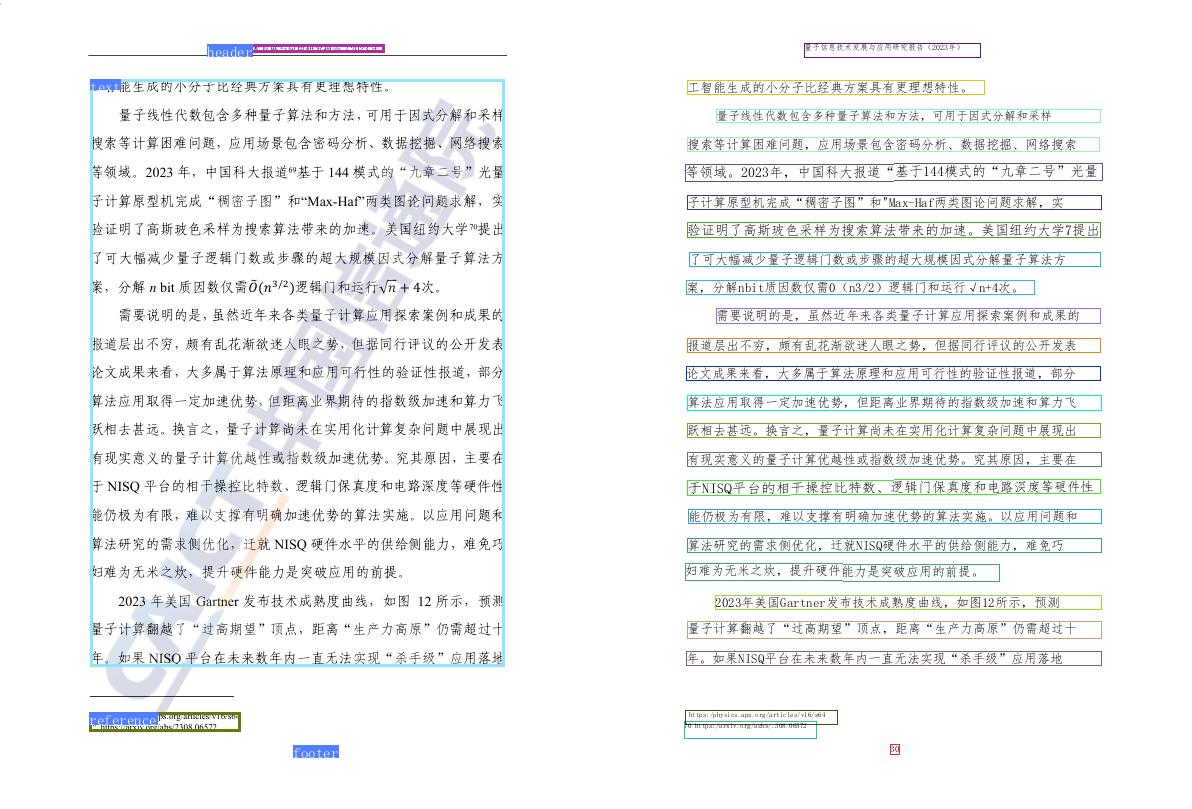 header
text
能生成的小分子比经典方案具有更理想特性。
量子线性代数包含多种量子算法和方法，可用于因式分解和采样
搜索等计算困难问题，应用场景包含密码分析、数据挖掘、网络搜索
等领域。2023 年，中国科大报道⁶⁹基于 144 模式的“九章二号”光量
子计算原型机完成“稠密子图”和“Max-Haf”两类图论问题求解，实
验证明了高斯玻色采样为搜索算法带来的加速。美国纽约大学⁷⁰提出
了可大幅减少量子逻辑门数或步骤的超大规模因式分解量子算法方
案，分解 n bit 质因数仅需Õ(n³/²)逻辑门和运行√n + 4次。
需要说明的是，虽然近年来各类量子计算应用探索案例和成果的
报道层出不穷，颇有乱花渐欲迷人眼之势，但据同行评议的公开发表
论文成果来看，大多属于算法原理和应用可行性的验证性报道，部分
算法应用取得一定加速优势，但距离业界期待的指数级加速和算力飞
跃相去甚远。换言之，量子计算尚未在实用化计算复杂问题中展现出
有现实意义的量子计算优越性或指数级加速优势。究其原因，主要在
于 NISQ 平台的相干操控比特数、逻辑门保真度和电路深度等硬件性
能仍极为有限，难以支撑有明确加速优势的算法实施。以应用问题和
算法研究的需求侧优化，迁就 NISQ 硬件水平的供给侧能力，难免巧
妇难为无米之炊，提升硬件能力是突破应用的前提。
2023 年美国 Gartner 发布技术成熟度曲线，如图 12 所示，预测
量子计算翻越了“过高期望”顶点，距离“生产力高原”仍需超过十
年。如果 NISQ 平台在未来数年内一直无法实现“杀手级”应用落地
CAICT 中国信通院
reference
ps.org/articles/v16/s64
https://arxiv.org/abs/2308.06572
footer
量子信息技术发展与应用研究报告（2023年）
工智能生成的小分子比经典方案具有更理想特性。
量子线性代数包含多种量子算法和方法，可用于因式分解和采样
搜索等计算困难问题，应用场景包含密码分析、数据挖掘、网络搜索
等领域。2023年，中国科大报道“基于144模式的“九章二号”光量
子计算原型机完成“稠密子图”和"Max-Haf两类图论问题求解，实
验证明了高斯玻色采样为搜索算法带来的加速。美国纽约大学7提出
了可大幅减少量子逻辑门数或步骤的超大规模因式分解量子算法方
案，分解nbit质因数仅需0（n3/2）逻辑门和运行√n+4次。
需要说明的是，虽然近年来各类量子计算应用探索案例和成果的
报道层出不穷，颇有乱花渐欲迷人眼之势，但据同行评议的公开发表
论文成果来看，大多属于算法原理和应用可行性的验证性报道，部分
算法应用取得一定加速优势，但距离业界期待的指数级加速和算力飞
跃相去甚远。换言之，量子计算尚未在实用化计算复杂问题中展现出
有现实意义的量子计算优越性或指数级加速优势。究其原因，主要在
于NISQ平台的相干操控比特数、逻辑门保真度和电路深度等硬件性
能仍极为有限，难以支撑有明确加速优势的算法实施。以应用问题和
算法研究的需求侧优化，迁就NISQ硬件水平的供给侧能力，难免巧
妇难为无米之炊，提升硬件能力是突破应用的前提。
2023年美国Gartner发布技术成熟度曲线，如图12所示，预测
量子计算翻越了“过高期望”顶点，距离“生产力高原”仍需超过十
年。如果NISQ平台在未来数年内一直无法实现“杀手级”应用落地
https:/physics.aps.org/articles/v16/s64
30